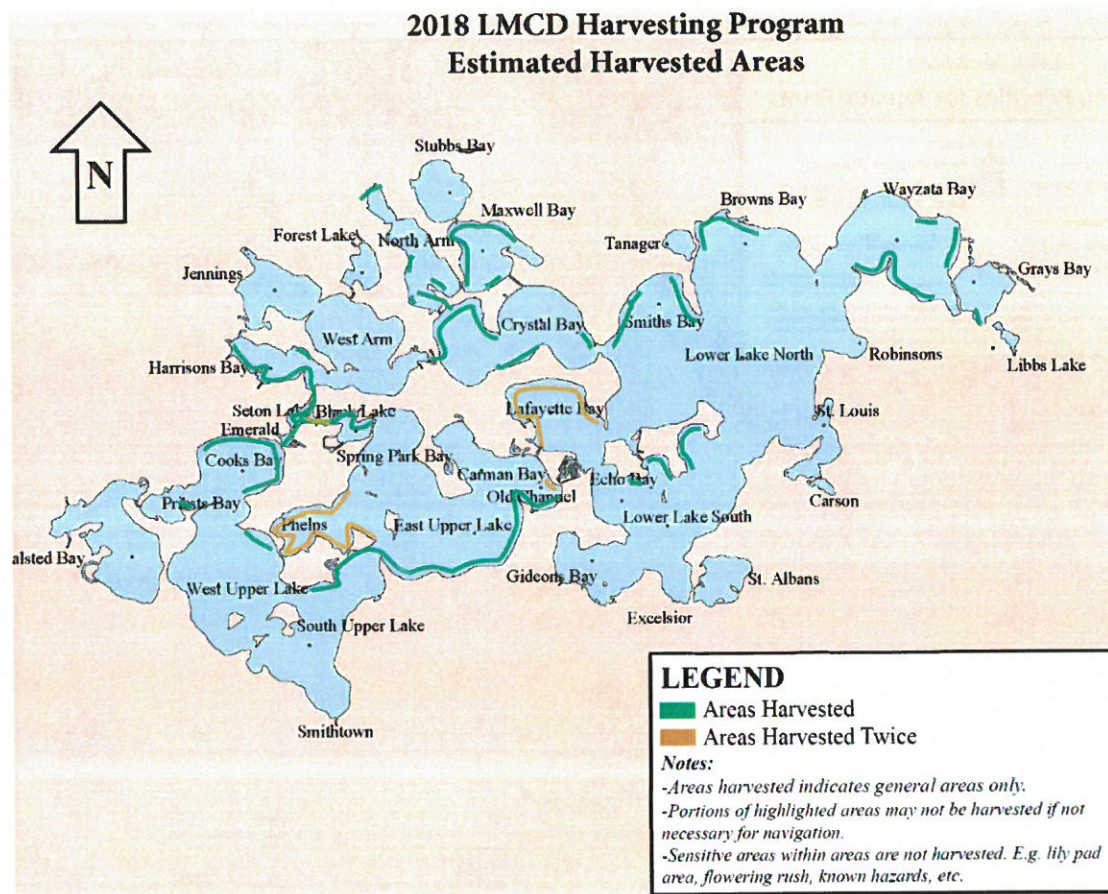 2018 LMCD Harvesting Program
Estimated Harvested Areas
N
Stubbs Bay
Maxwell Bay
Browns Bay
Wayzata Bay
Forest Lake
North Arm
Tanager
Jennings
Grays Bay
West Arm
Crystal Bay
Smiths Bay
Lower Lake North
Robinsons
Libbs Lake
Harrisons Bay
Seton Lake
Black Lake
Lafayette Bay
St. Louis
Emerald
Cooks Bay
Spring Park Bay
Carman Bay
Echo Bay
Old Channel
Carson
Priests Bay
Phelps
East Upper Lake
Lower Lake South
alsted Bay
West Upper Lake
Gideons Bay
St. Albans
Excelsior
South Upper Lake
Smithtown
LEGEND
Areas Harvested
Areas Harvested Twice
Notes:
-Areas harvested indicates general areas only.
-Portions of highlighted areas may not be harvested if not
necessary for navigation.
-Sensitive areas within areas are not harvested. E.g. lily pad
area, flowering rush, known hazards, etc.